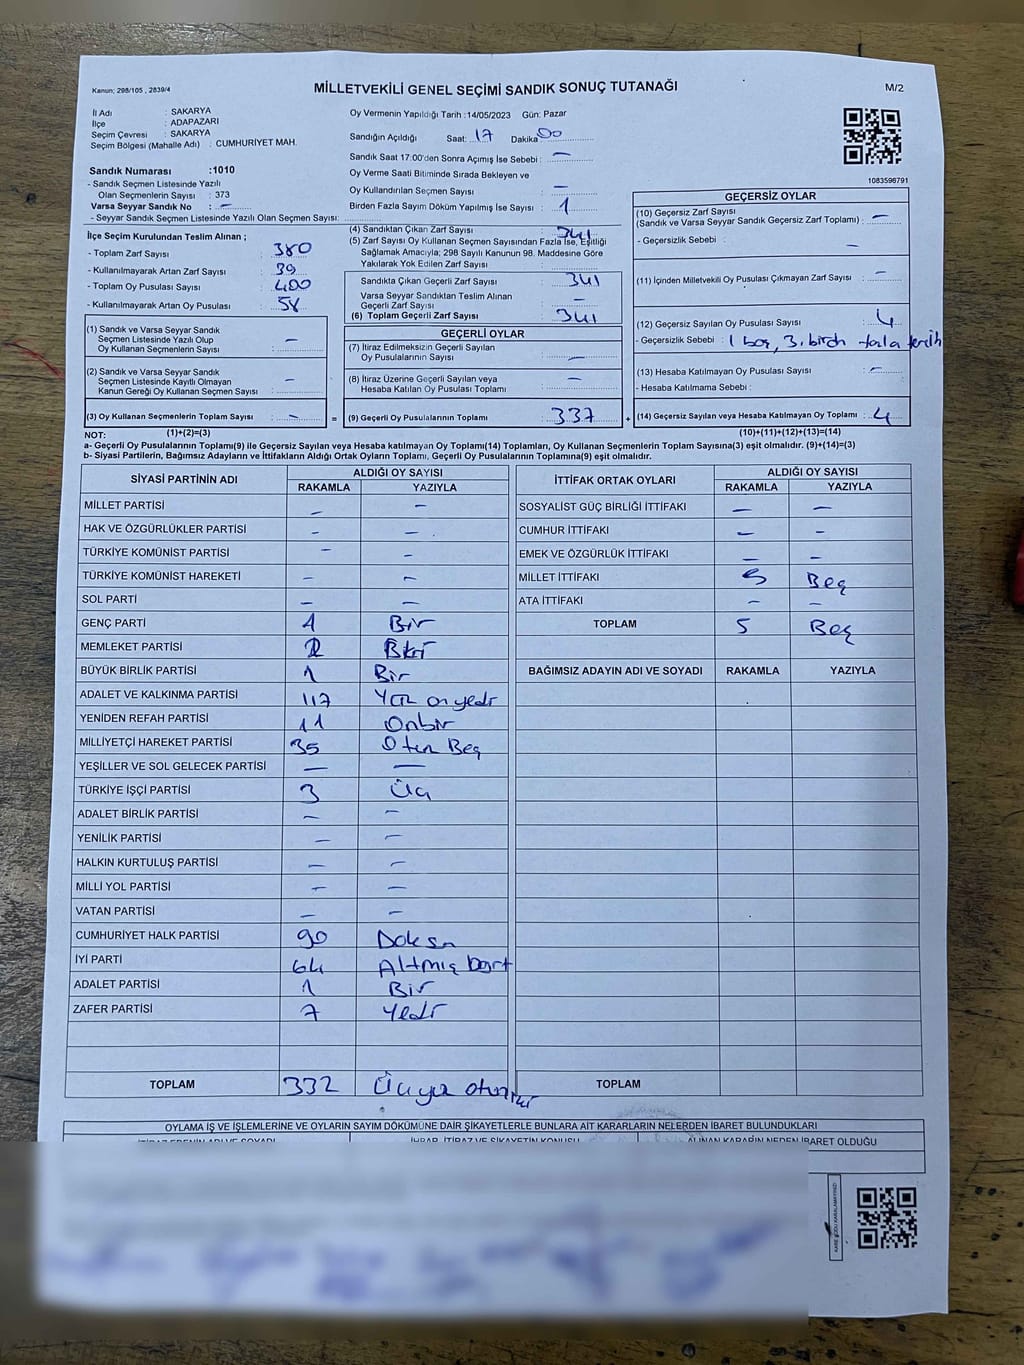 Kanun; 298/105 , 2839/4
MİLLETVEKİLİ GENEL SEÇİMİ SANDIK SONUÇ TUTANAĞI
M/2
İl Adı : SAKARYA
İlçe : ADAPAZARI
Seçim Çevresi : SAKARYA
Seçim Bölgesi (Mahalle Adı) : CUMHURİYET MAH.
Sandık Numarası :1010
- Sandık Seçmen Listesinde Yazılı
Olan Seçmenlerin Sayısı : 373
Varsa Seyyar Sandık No : -
- Seyyar Sandık Seçmen Listesinde Yazılı Olan Seçmen Sayısı:
Oy Vermenin Yapıldığı Tarih :14/05/2023 Gün: Pazar
Sandığın Açıldığı Saat: 17 Dakika 00
Sandık Saat 17:00'den Sonra Açımış İse Sebebi : -
Oy Verme Saati Bitiminde Sırada Bekleyen ve
Oy Kullandırılan Seçmen Sayısı : -
Birden Fazla Sayım Döküm Yapılmış İse Sayısı : 1
1083596791
İlçe Seçim Kurulundan Teslim Alınan ;
- Toplam Zarf Sayısı : 380
- Kullanılmayarak Artan Zarf Sayısı : 39
- Toplam Oy Pusulası Sayısı : 400
- Kullanılmayarak Artan Oy Pusulası : 58
(4) Sandıktan Çıkan Zarf Sayısı : 341
(5) Zarf Sayısı Oy Kullanan Seçmen Sayısından Fazla İse, Eşitliği
Sağlamak Amacıyla; 298 Sayılı Kanunun 98. Maddesine Göre
Yakılarak Yok Edilen Zarf Sayısı :
Sandıkta Çıkan Geçerli Zarf Sayısı : 341
Varsa Seyyar Sandıktan Teslim Alınan
Geçerli Zarf Sayısı : -
(6) Toplam Geçerli Zarf Sayısı : 341
GEÇERSİZ OYLAR
(10) Geçersiz Zarf Sayısı
(Sandık ve Varsa Seyyar Sandık Geçersiz Zarf Toplamı) : -
- Geçersizlik Sebebi : -
(11) İçinden Milletvekili Oy Pusulası Çıkmayan Zarf Sayısı : -
(12) Geçersiz Sayılan Oy Pusulası Sayısı : 4
- Geçersizlik Sebebi : 1 boş, 3. birden fazla tercih
(13) Hesaba Katılmayan Oy Pusulası Sayısı : -
- Hesaba Katılmama Sebebi :
(14) Geçersiz Sayılan veya Hesaba Katılmayan Oy Toplamı : 4
(10)+(11)+(12)+(13)=(14)
(1) Sandık ve Varsa Seyyar Sandık
Seçmen Listesinde Yazılı Olup
Oy Kullanan Seçmenlerin Sayısı : -
(2) Sandık ve Varsa Seyyar Sandık
Seçmen Listesinde Kayıtlı Olmayan
Kanun Gereği Oy Kullanan Seçmen Sayısı : -
(3) Oy Kullanan Seçmenlerin Toplam Sayısı : - =
(1)+(2)=(3)
GEÇERLİ OYLAR
(7) İtiraz Edilmeksizin Geçerli Sayılan
Oy Pusulalarının Sayısı : -
(8) İtiraz Üzerine Geçerli Sayılan veya
Hesaba Katılan Oy Pusulası Toplamı : -
(9) Geçerli Oy Pusulalarının Toplamı : 337 +
NOT:
a- Geçerli Oy Pusulalarının Toplamı(9) ile Geçersiz Sayılan veya Hesaba katılmayan Oy Toplamı(14) Toplamları, Oy Kullanan Seçmenlerin Toplam Sayısına(3) eşit olmalıdır. (9)+(14)=(3)
b- Siyasi Partilerin, Bağımsız Adayların ve İttifakların Aldığı Ortak Oyların Toplamı, Geçerli Oy Pusulalarının Toplamına(9) eşit olmalıdır.
SİYASİ PARTİNİN ADI ALDIĞI OY SAYISI
RAKAMLA YAZIYLA
MİLLET PARTİSİ - -
HAK VE ÖZGÜRLÜKLER PARTİSİ - -
TÜRKİYE KOMÜNİST PARTİSİ - -
TÜRKİYE KOMÜNİST HAREKETİ - -
SOL PARTİ - -
GENÇ PARTİ 1 Bir
MEMLEKET PARTİSİ 2 İki
BÜYÜK BİRLİK PARTİSİ 1 Bir
ADALET VE KALKINMA PARTİSİ 117 Yüz onyedi
YENİDEN REFAH PARTİSİ 11 Onbir
MİLLİYETÇİ HAREKET PARTİSİ 35 Otuz Beş
YEŞİLLER VE SOL GELECEK PARTİSİ - -
TÜRKİYE İŞÇİ PARTİSİ 3 Üç
ADALET BİRLİK PARTİSİ - -
YENİLİK PARTİSİ - -
HALKIN KURTULUŞ PARTİSİ - -
MİLLİ YOL PARTİSİ - -
VATAN PARTİSİ - -
CUMHURİYET HALK PARTİSİ 90 Doksan
İYİ PARTİ 64 Altmış Dört
ADALET PARTİSİ 1 Bir
ZAFER PARTİSİ 7 Yedi
TOPLAM 332 Üçyüz otuziki
İTTİFAK ORTAK OYLARI ALDIĞI OY SAYISI
RAKAMLA YAZIYLA
SOSYALİST GÜÇ BİRLİĞİ İTTİFAKI - -
CUMHUR İTTİFAKI - -
EMEK VE ÖZGÜRLÜK İTTİFAKI - -
MİLLET İTTİFAKI 5 Beş
ATA İTTİFAKI - -
TOPLAM 5 Beş
BAĞIMSIZ ADAYIN ADI VE SOYADI RAKAMLA YAZIYLA
TOPLAM
OYLAMA İŞ VE İŞLEMLERİNE VE OYLARIN SAYIM DÖKÜMÜNE DAİR ŞİKAYETLERLE BUNLARA AİT KARARLARIN NELERDEN İBARET BULUNDUKLARI
İTİRAZ EDENİN ADI VE SOYADI İHBAR, İTİRAZ VE ŞİKAYETİN KONUSU ALINAN KARARIN NEDEN İBARET OLDUĞU
KARE KODU KARALAMAYINIZ!